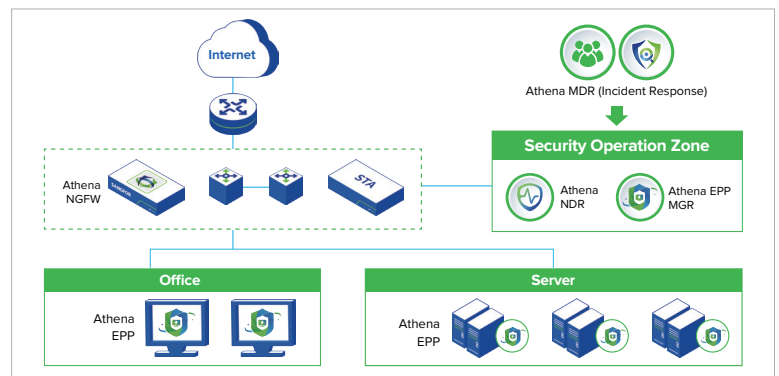 Internet
Athena MDR (Incident Response)
Security Operation Zone
Athena
NGFW
SANGFOR
STA
Athena
NDR
Athena EPP
MGR
Office
Server
Athena
EPP
Athena
EPP